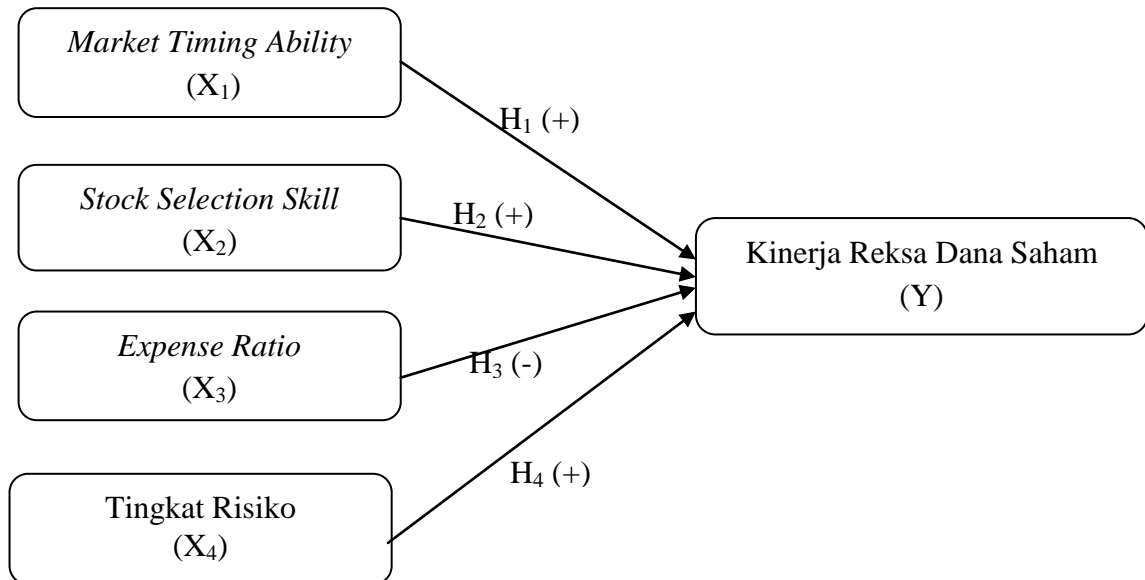 Market Timing Ability
(X₁)
H₁ (+)
Stock Selection Skill
(X₂)
H₂ (+)
Kinerja Reksa Dana Saham
(Y)
Expense Ratio
(X₃)
H₃ (-)
Tingkat Risiko
(X₄)
H₄ (+)